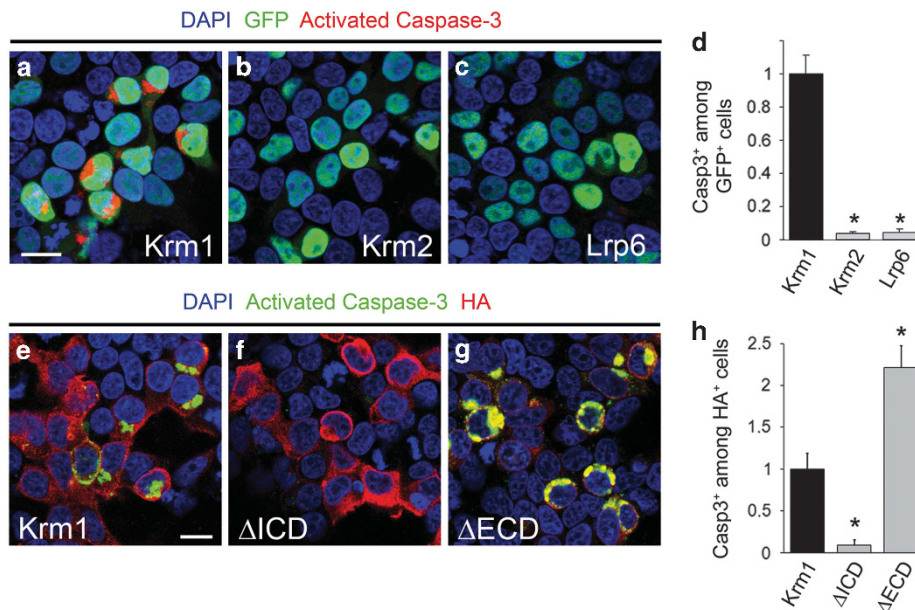 DAPI GFP Activated Caspase-3
a
b
c
Krm1
Krm2
Lrp6
d
Casp3⁺ among
GFP⁺ cells
1
0.8
0.6
0.4
0.2
0
*
*
Krm1
Krm2
Lrp6
DAPI Activated Caspase-3 HA
e
f
g
Krm1
ΔICD
ΔECD
h
Casp3⁺ among HA⁺ cells
2.5
2
1.5
1
0.5
0
*
*
Krm1
ΔICD
ΔECD